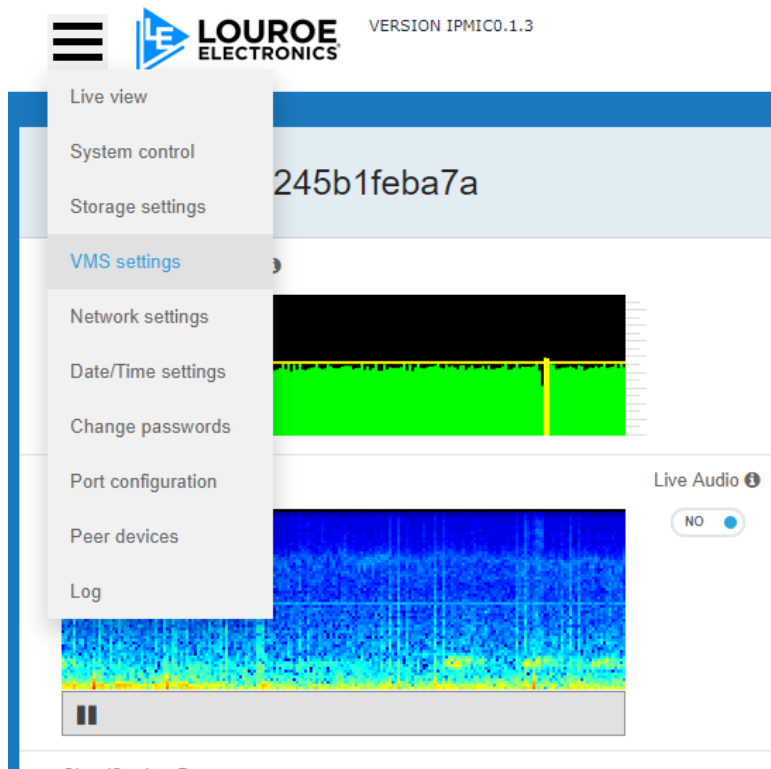 LOUROE
ELECTRONICS
VERSION IPMIC0.1.3
Live view
System control
245b1feba7a
Storage settings
VMS settings
Network settings
Date/Time settings
Change passwords
Port configuration
Live Audio
NO
Peer devices
Log